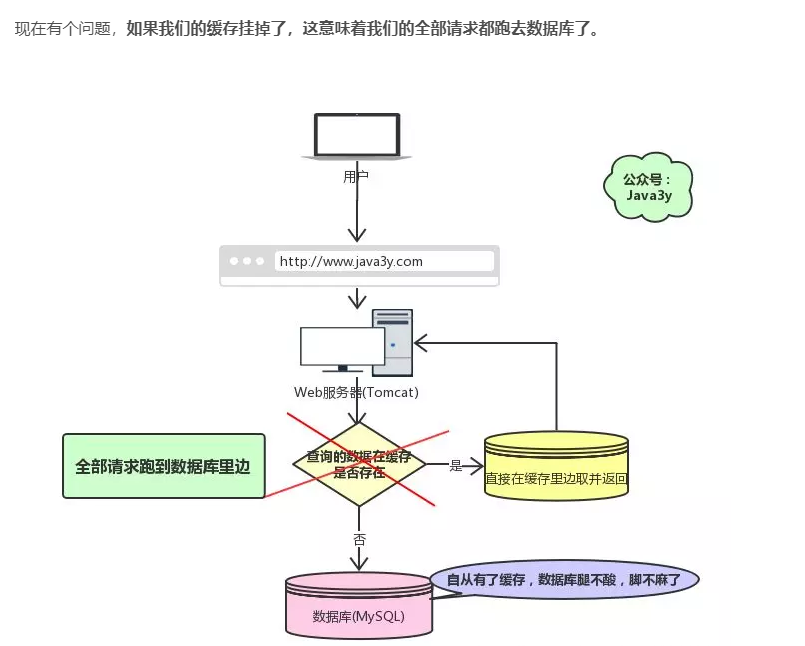 现在有个问题，如果我们的缓存挂掉了，这意味着我们的全部请求都跑去数据库了。
用户
公众号：
Java3y
http://www.java3y.com
Web服务器(Tomcat)
全部请求跑到数据库里边
查询的数据在缓存
是否存在
是
直接在缓存里边取并返回
否
自从有了缓存，数据库腿不酸，脚不麻了
数据库(MySQL)